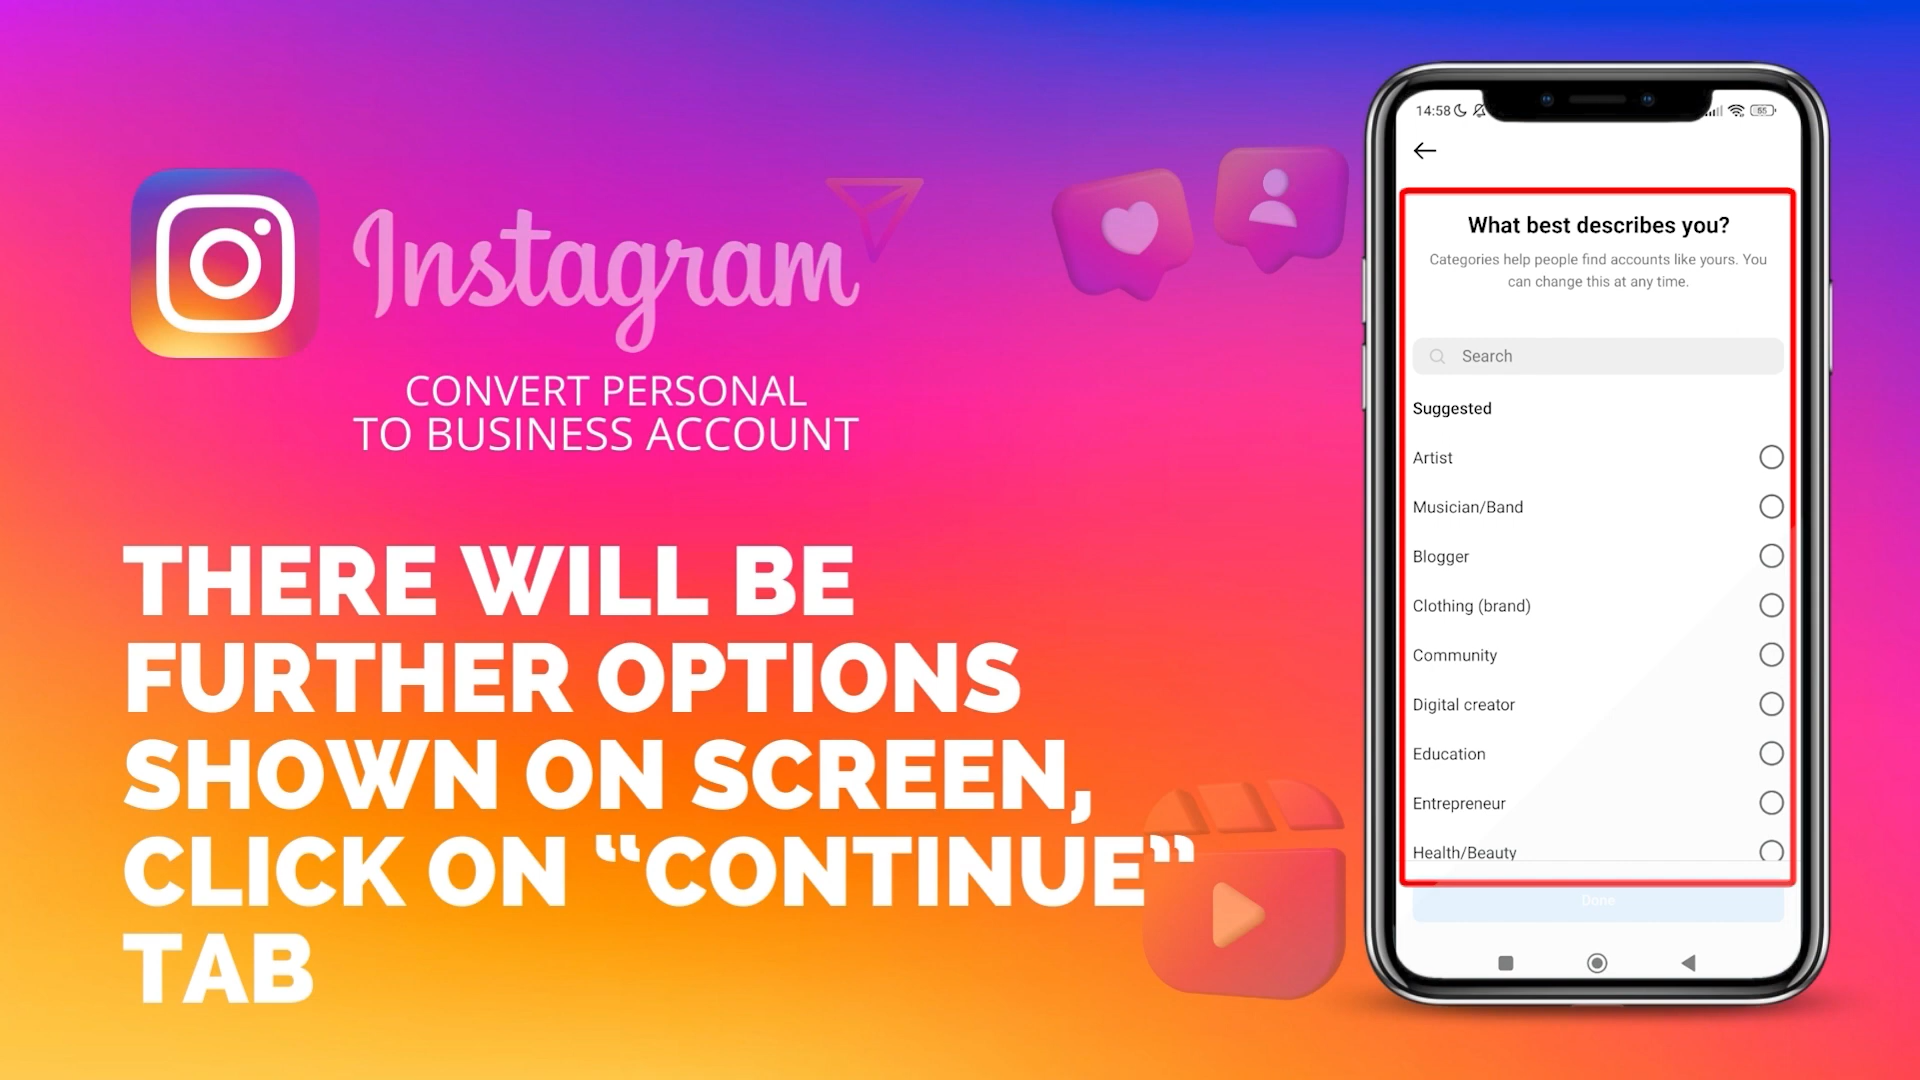 Instagram
CONVERT PERSONAL
TO BUSINESS ACCOUNT
THERE WILL BE
FURTHER OPTIONS
SHOWN ON SCREEN,
CLICK ON “CONTINUE”
TAB
14:58
55
What best describes you?
Categories help people find accounts like yours. You
can change this at any time.
Search
Suggested
Artist
Musician/Band
Blogger
Clothing (brand)
Community
Digital creator
Education
Entrepreneur
Health/Beauty
Done